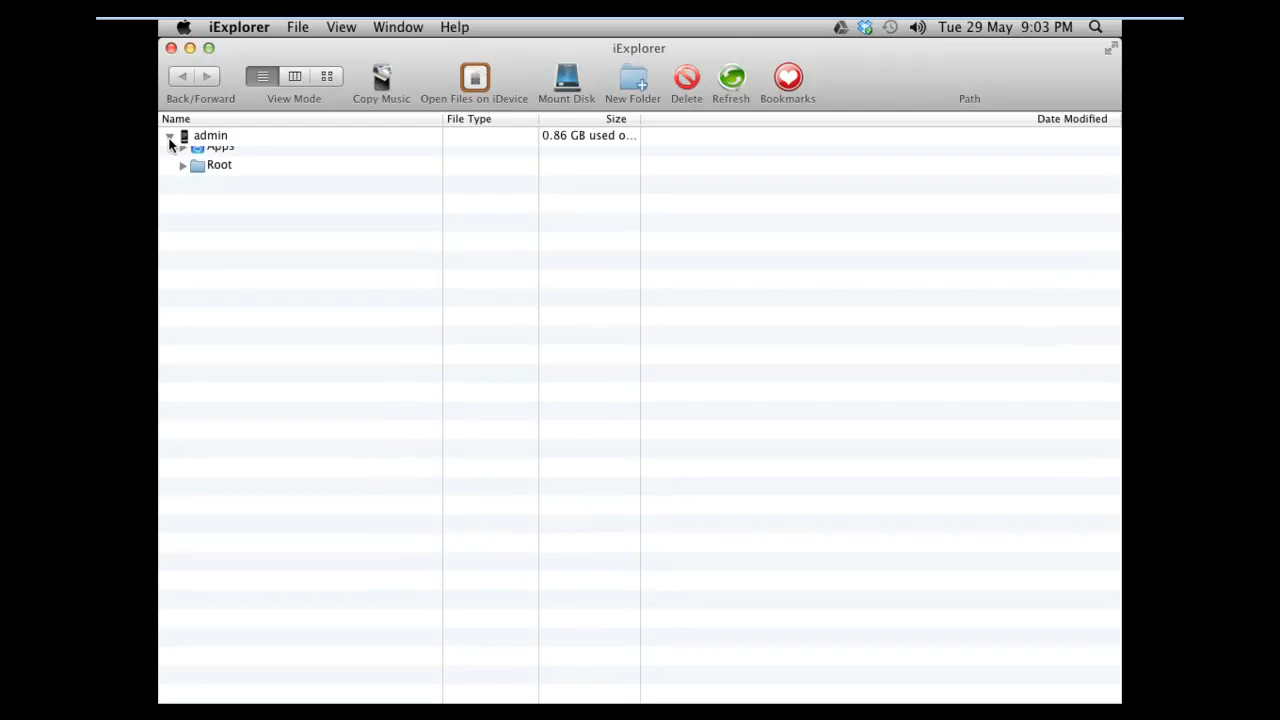 iExplorer File View Window Help Tue 29 May 9:03 PM
iExplorer
Back/Forward View Mode Copy Music Open Files on iDevice Mount Disk New Folder Delete Refresh Bookmarks Path
Name File Type Size Date Modified
admin 0.86 GB used o...
Apps
Root